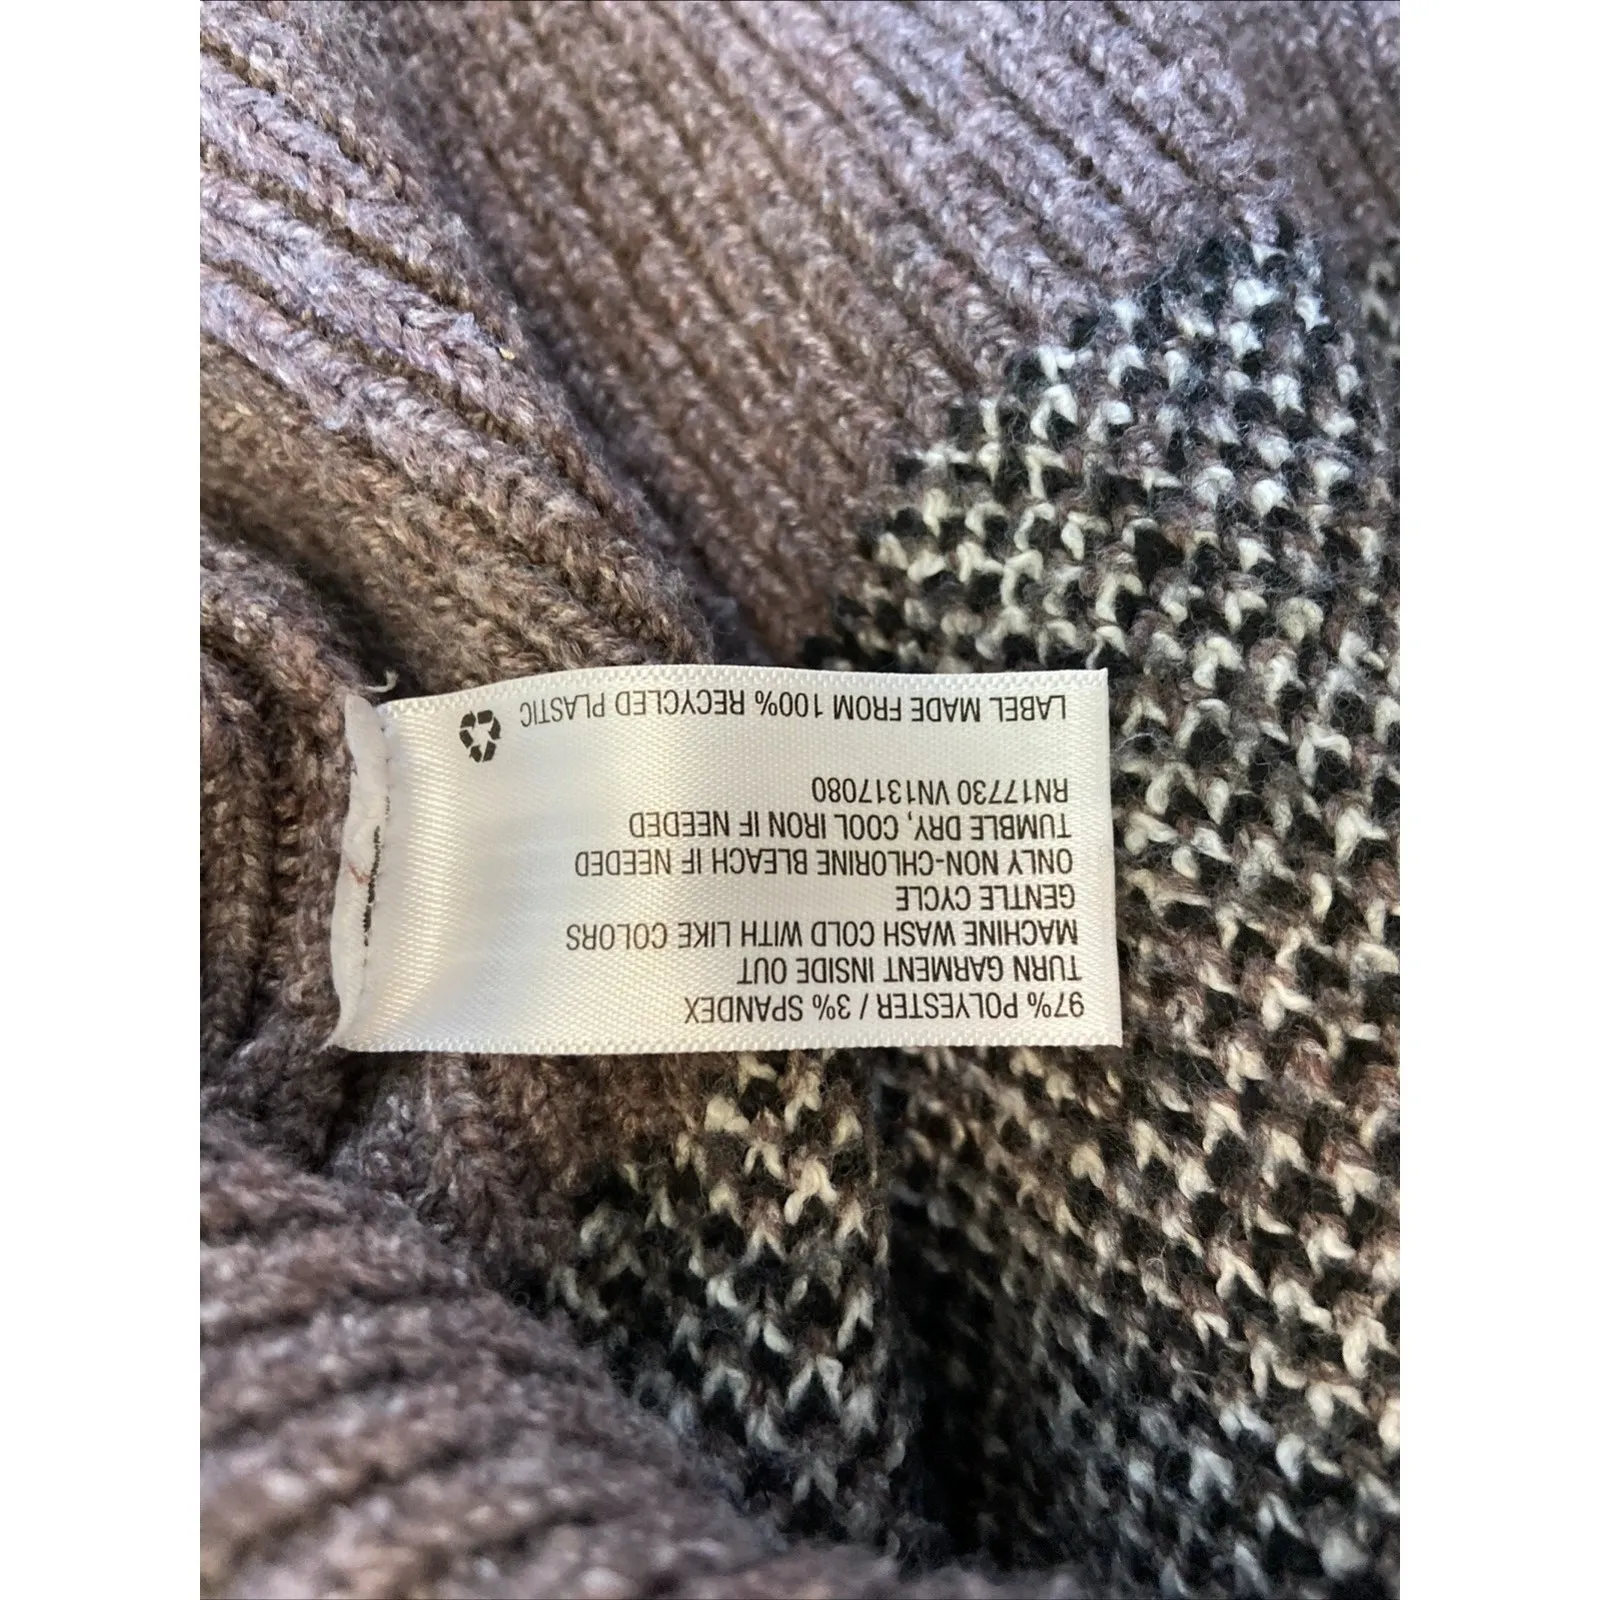 97% POLYESTER / 3% SPANDEX
TURN GARMENT INSIDE OUT
MACHINE WASH COLD WITH LIKE COLORS
GENTLE CYCLE
ONLY NON-CHLORINE BLEACH IF NEEDED
TUMBLE DRY, COOL IRON IF NEEDED
RN17730 VN1317080
LABEL MADE FROM 100% RECYCLED PLASTIC